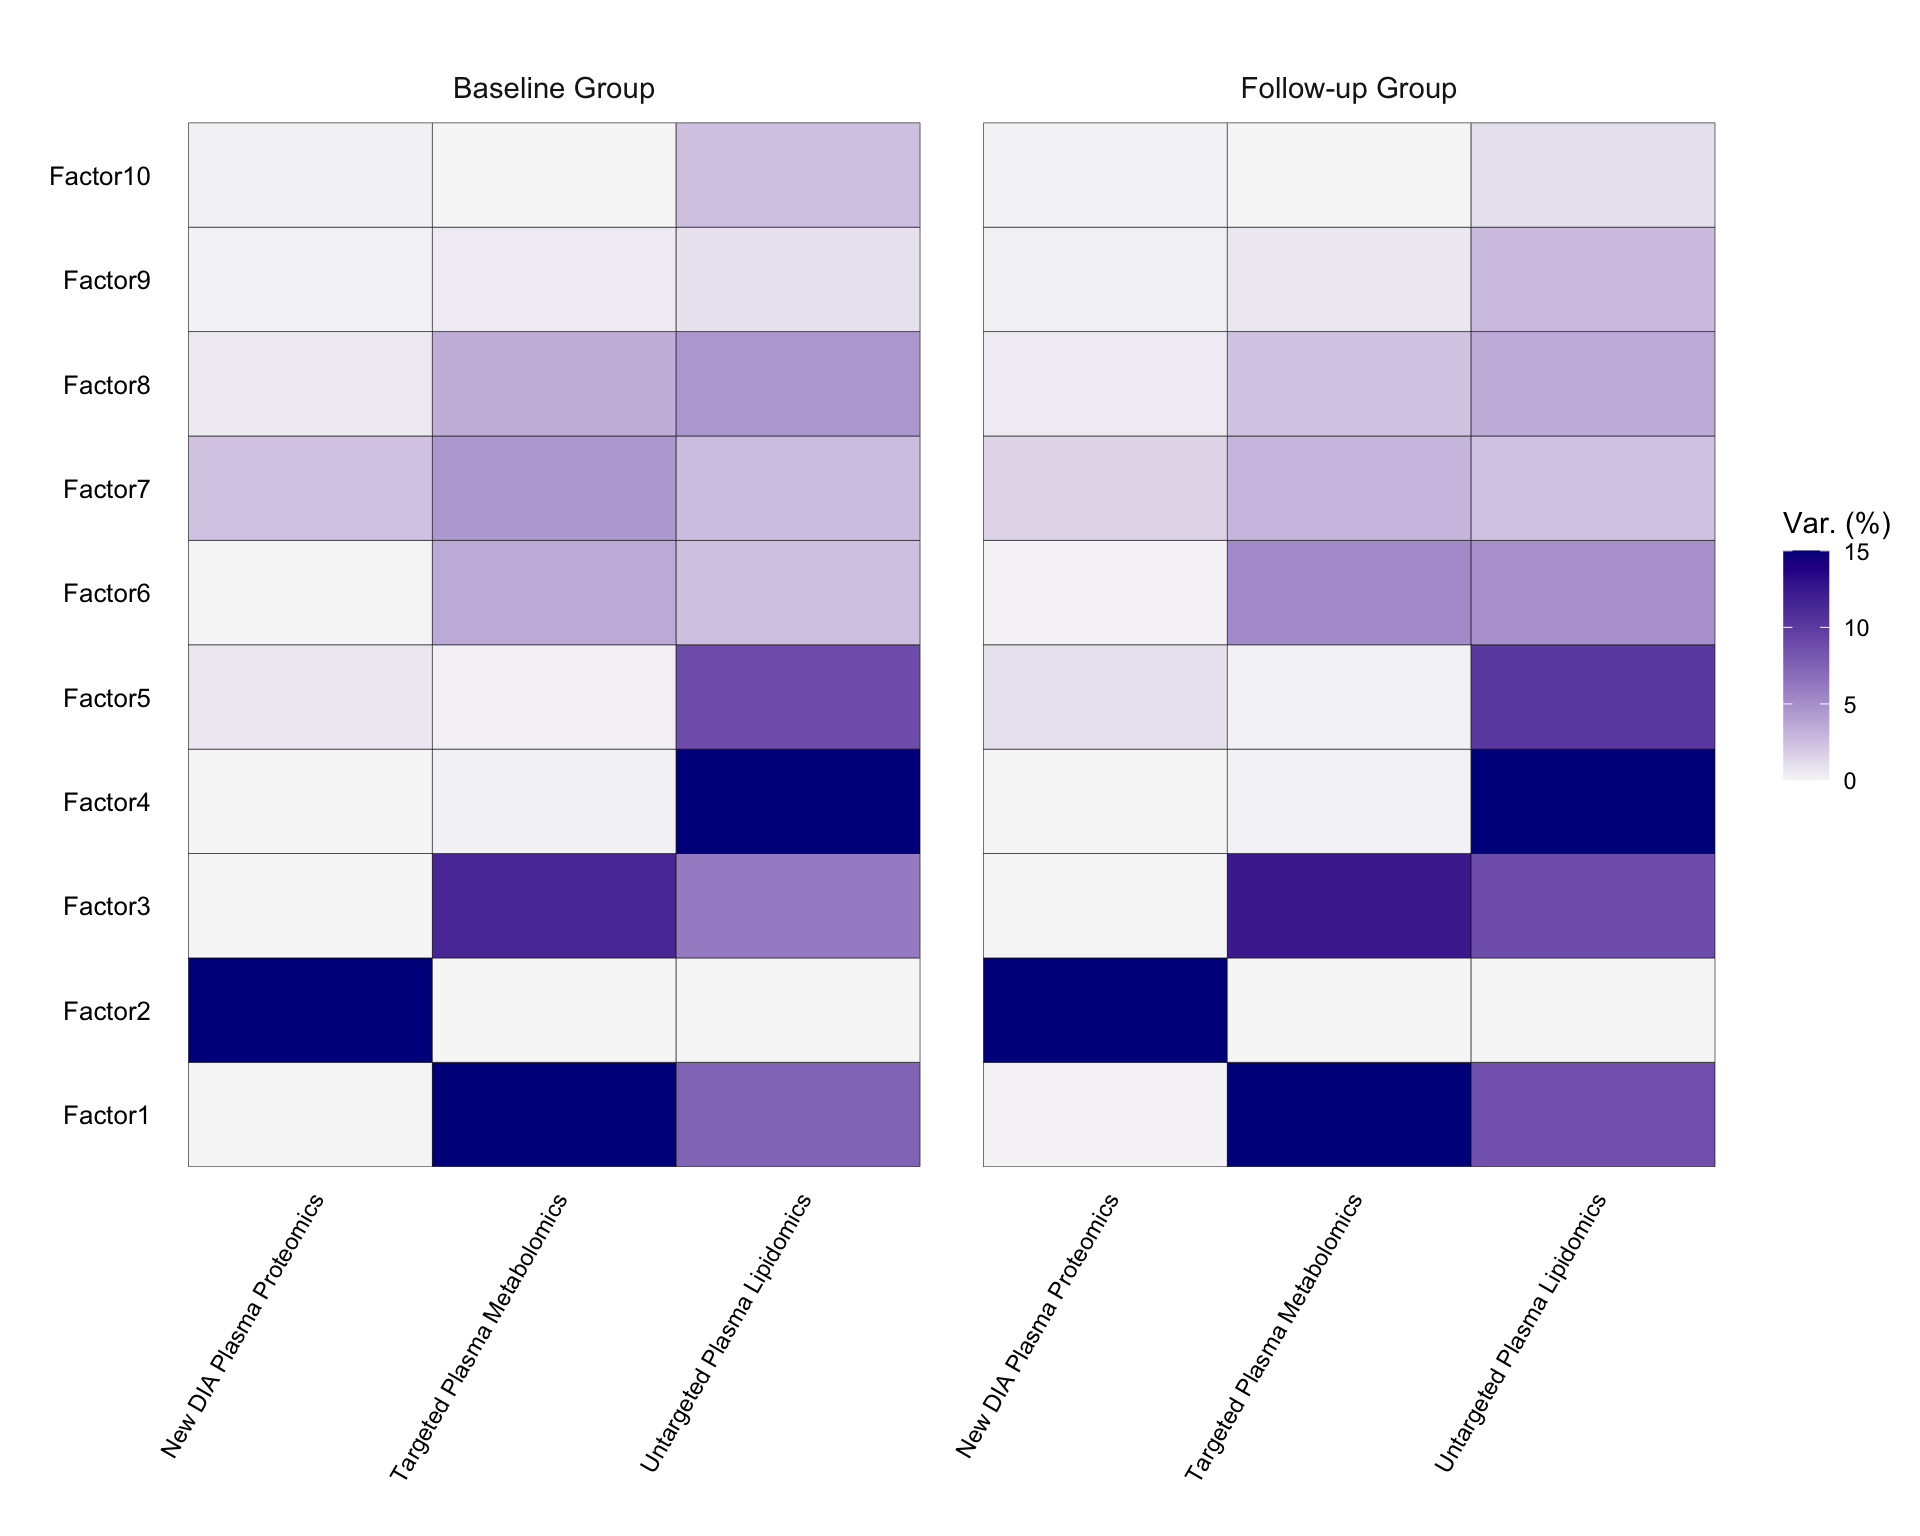 Baseline Group
Follow-up Group
Factor10
Factor9
Factor8
Factor7
Factor6
Factor5
Factor4
Factor3
Factor2
Factor1
Var. (%)
15
10
5
0
New DIA Plasma Proteomics
Targeted Plasma Metabolomics
Untargeted Plasma Lipidomics
New DIA Plasma Proteomics
Targeted Plasma Metabolomics
Untargeted Plasma Lipidomics